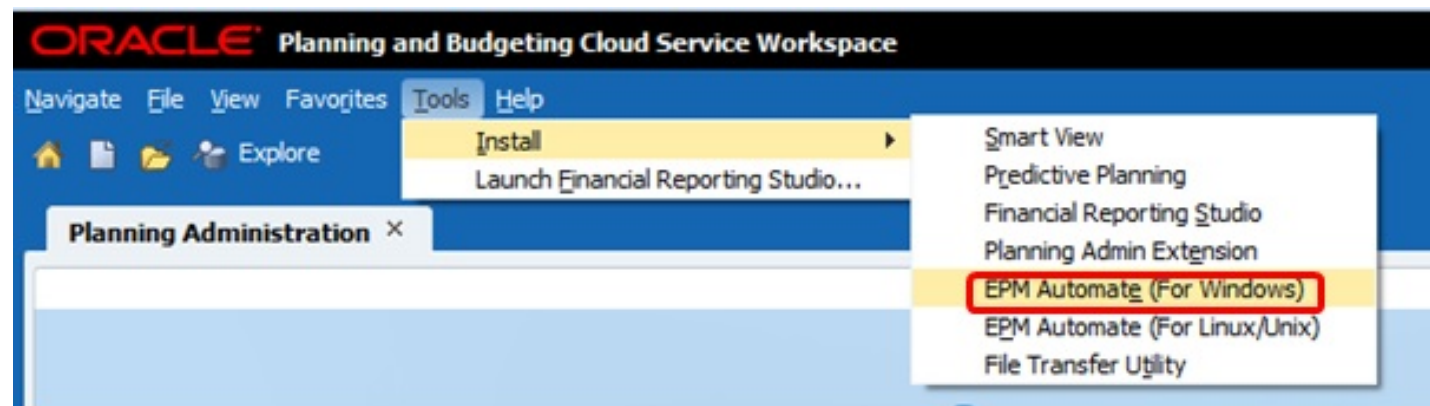 ORACLE Planning and Budgeting Cloud Service Workspace
Navigate File View Favorites Tools Help
Explore
Install
Launch Financial Reporting Studio...
Smart View
Predictive Planning
Financial Reporting Studio
Planning Admin Extension
EPM Automate (For Windows)
EPM Automate (For Linux/Unix)
File Transfer Utility
Planning Administration ×